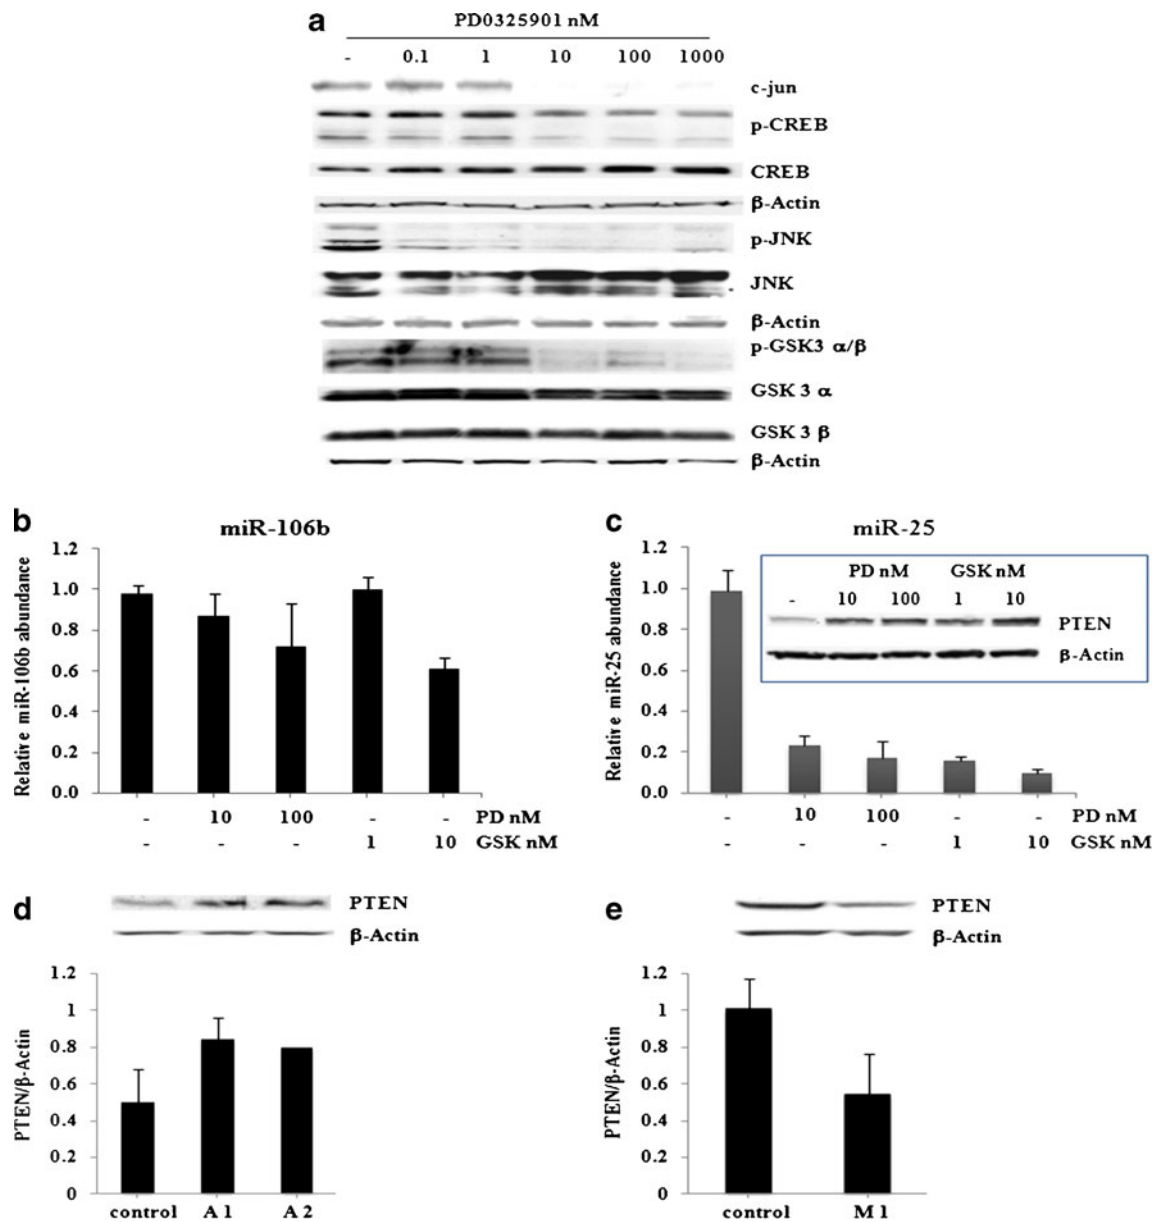 a
PD0325901 nM
- 0.1 1 10 100 1000
c-jun
p-CREB
CREB
β-Actin
p-JNK
JNK
β-Actin
p-GSK3 α/β
GSK 3 α
GSK 3 β
β-Actin
b
miR-106b
Relative miR-106b abundance
1.2
1.0
0.8
0.6
0.4
0.2
0.0
- 10 100 - - PD nM
- - - 1 10 GSK nM
c
miR-25
Relative miR-25 abundance
1.2
1.0
0.8
0.6
0.4
0.2
0.0
PD nM GSK nM
- 10 100 1 10
PTEN
β-Actin
- 10 100 - - PD nM
- - - 1 10 GSK nM
d
PTEN
β-Actin
PTEN/β-Actin
1.2
1
0.8
0.6
0.4
0.2
0
control A 1 A 2
e
PTEN
β-Actin
PTEN/β-Actin
1.2
1
0.8
0.6
0.4
0.2
0
control M 1